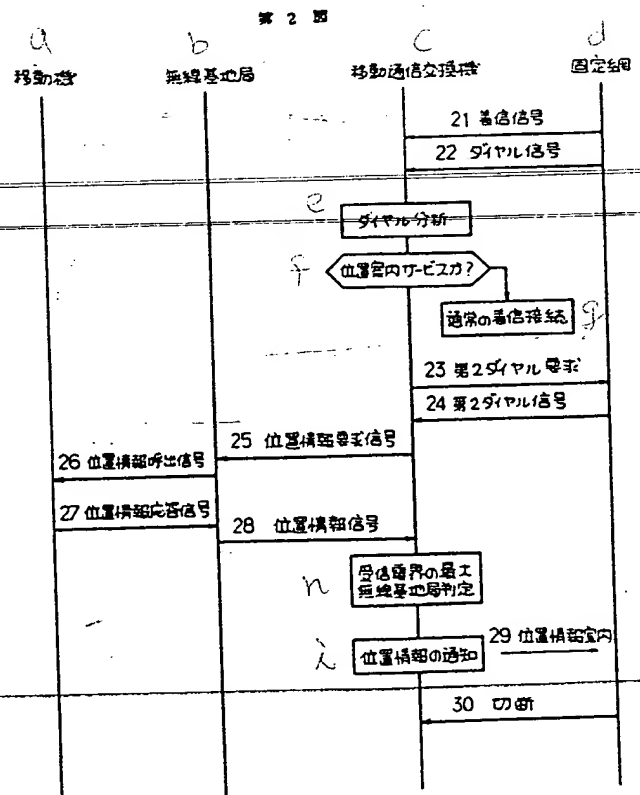 第 2 図
a b c d
移動機 無線基地局 移動通信交換機 固定網
21 着信信号
22 ダイヤル信号
e
ダイヤル分析
f
位置案内サービスカ?
通常の着信接続 g
23 第2ダイヤル要求
24 第2ダイヤル信号
25 位置情報要求信号
26 位置情報呼出信号
27 位置情報応答信号
28 位置情報信号
受信電界の最大
無線基地局判定
h
29 位置情報案内
位置情報の通知
i
30 切断